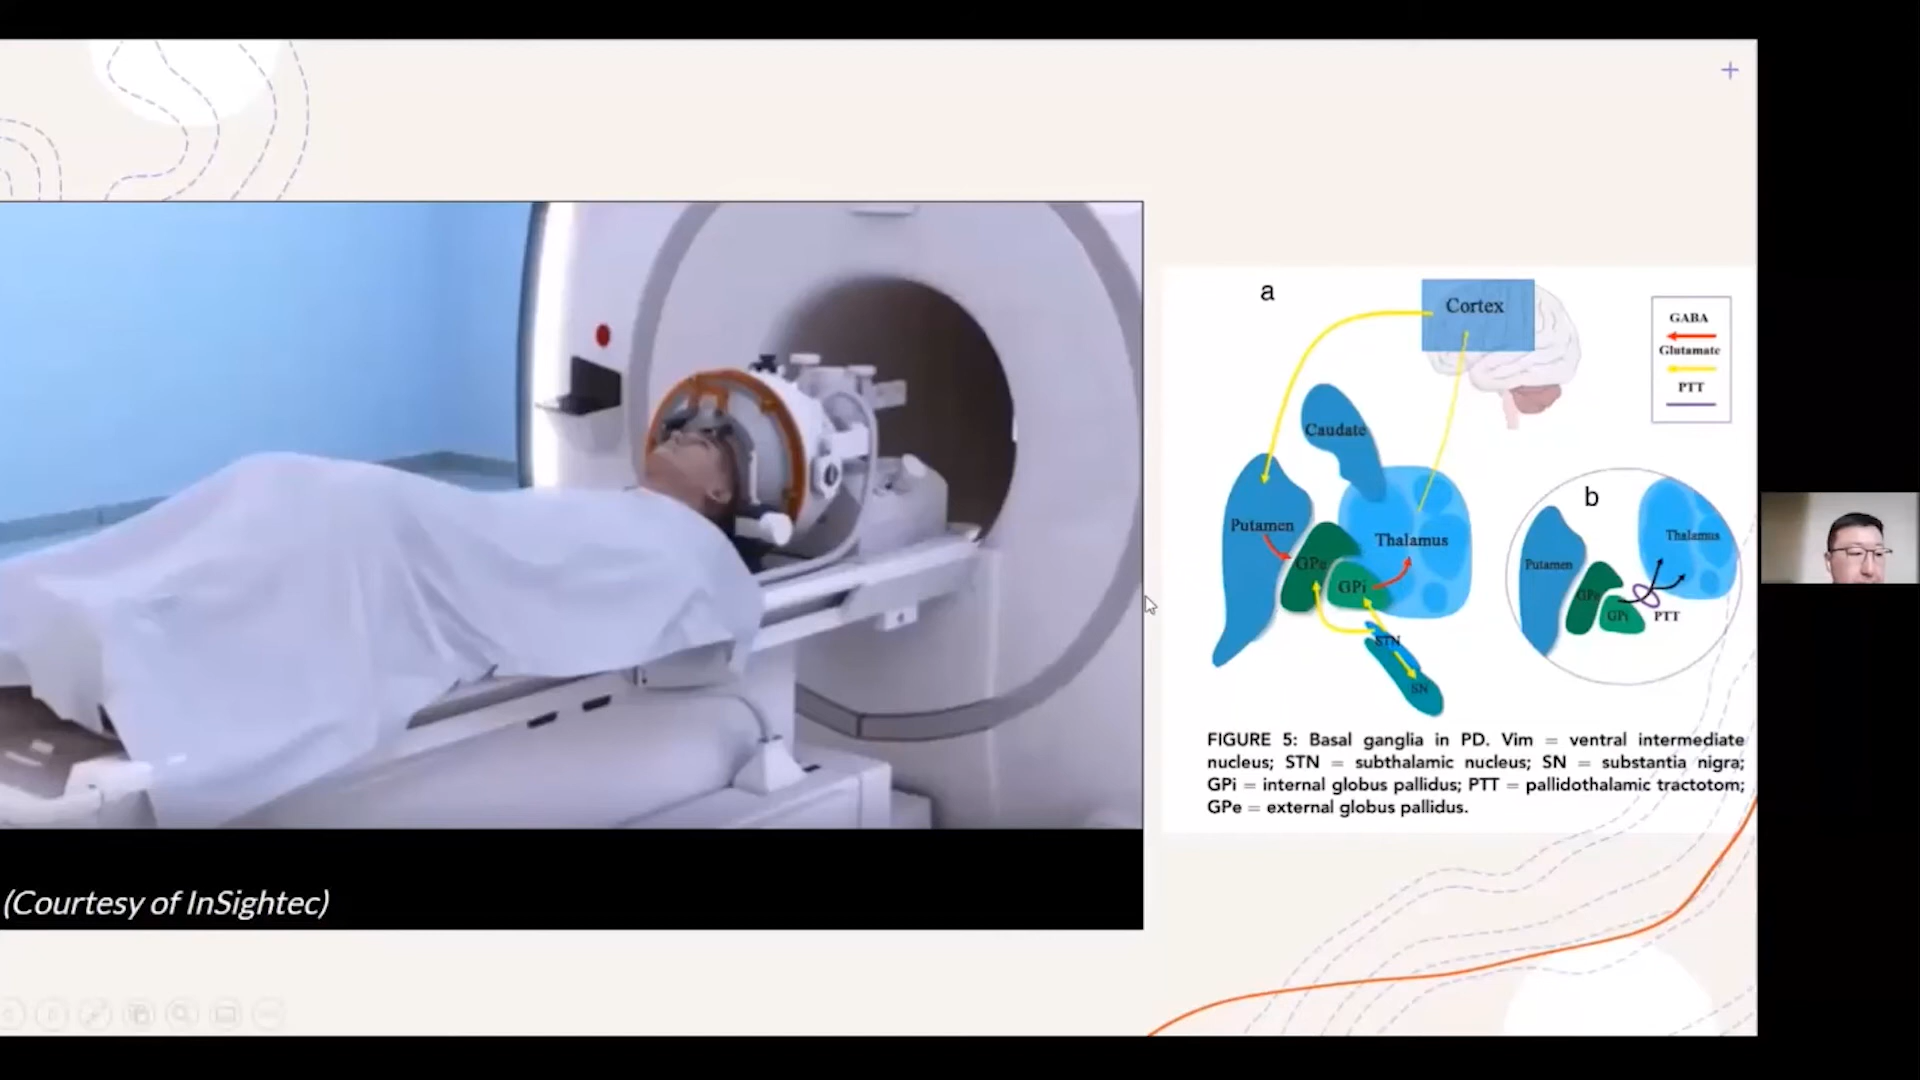 (Courtesy of InSightec)
a
Cortex
GABA
Glutamate
PTT
Caudate
Putamen
GPe
GPi
Thalamus
STN
SN
b
Putamen
Thalamus
GPe
GPi
PTT
FIGURE 5: Basal ganglia in PD. Vim = ventral intermediate
nucleus; STN = subthalamic nucleus; SN = substantia nigra;
GPi = internal globus pallidus; PTT = pallidothalamic tractotom;
GPe = external globus pallidus.